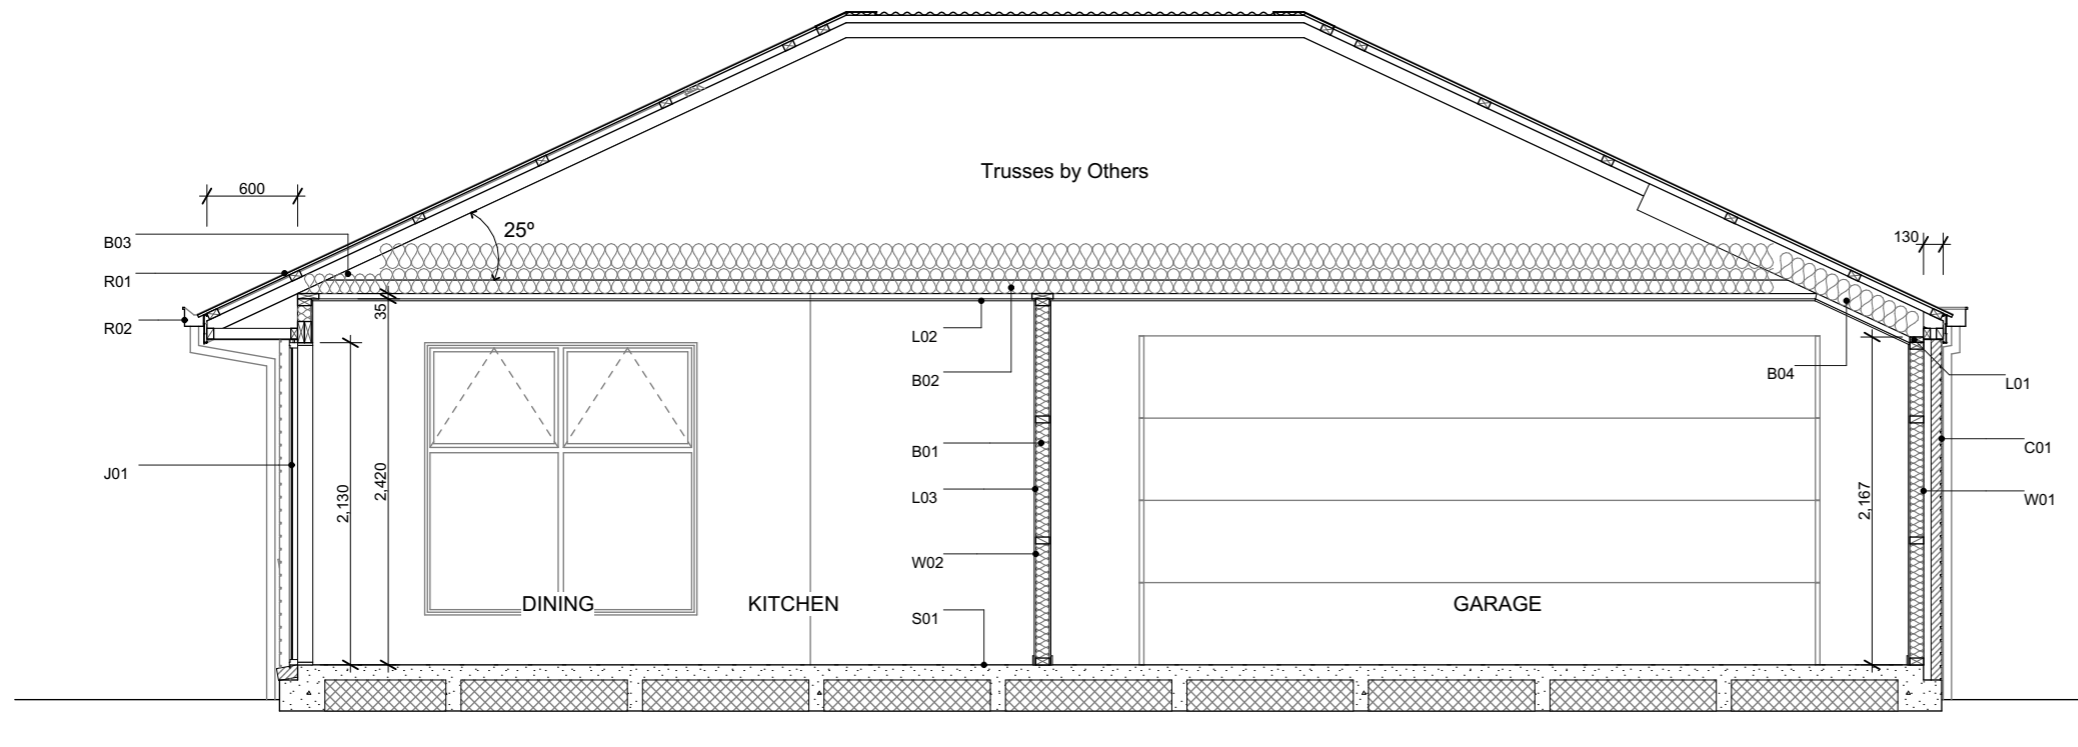 Trusses by Others
600
25º
130
B03
R01
R02
35
L02
B02
B04
L01
J01
2,130
2,420
B01
L03
W02
S01
2,167
C01
W01
DINING
KITCHEN
GARAGE